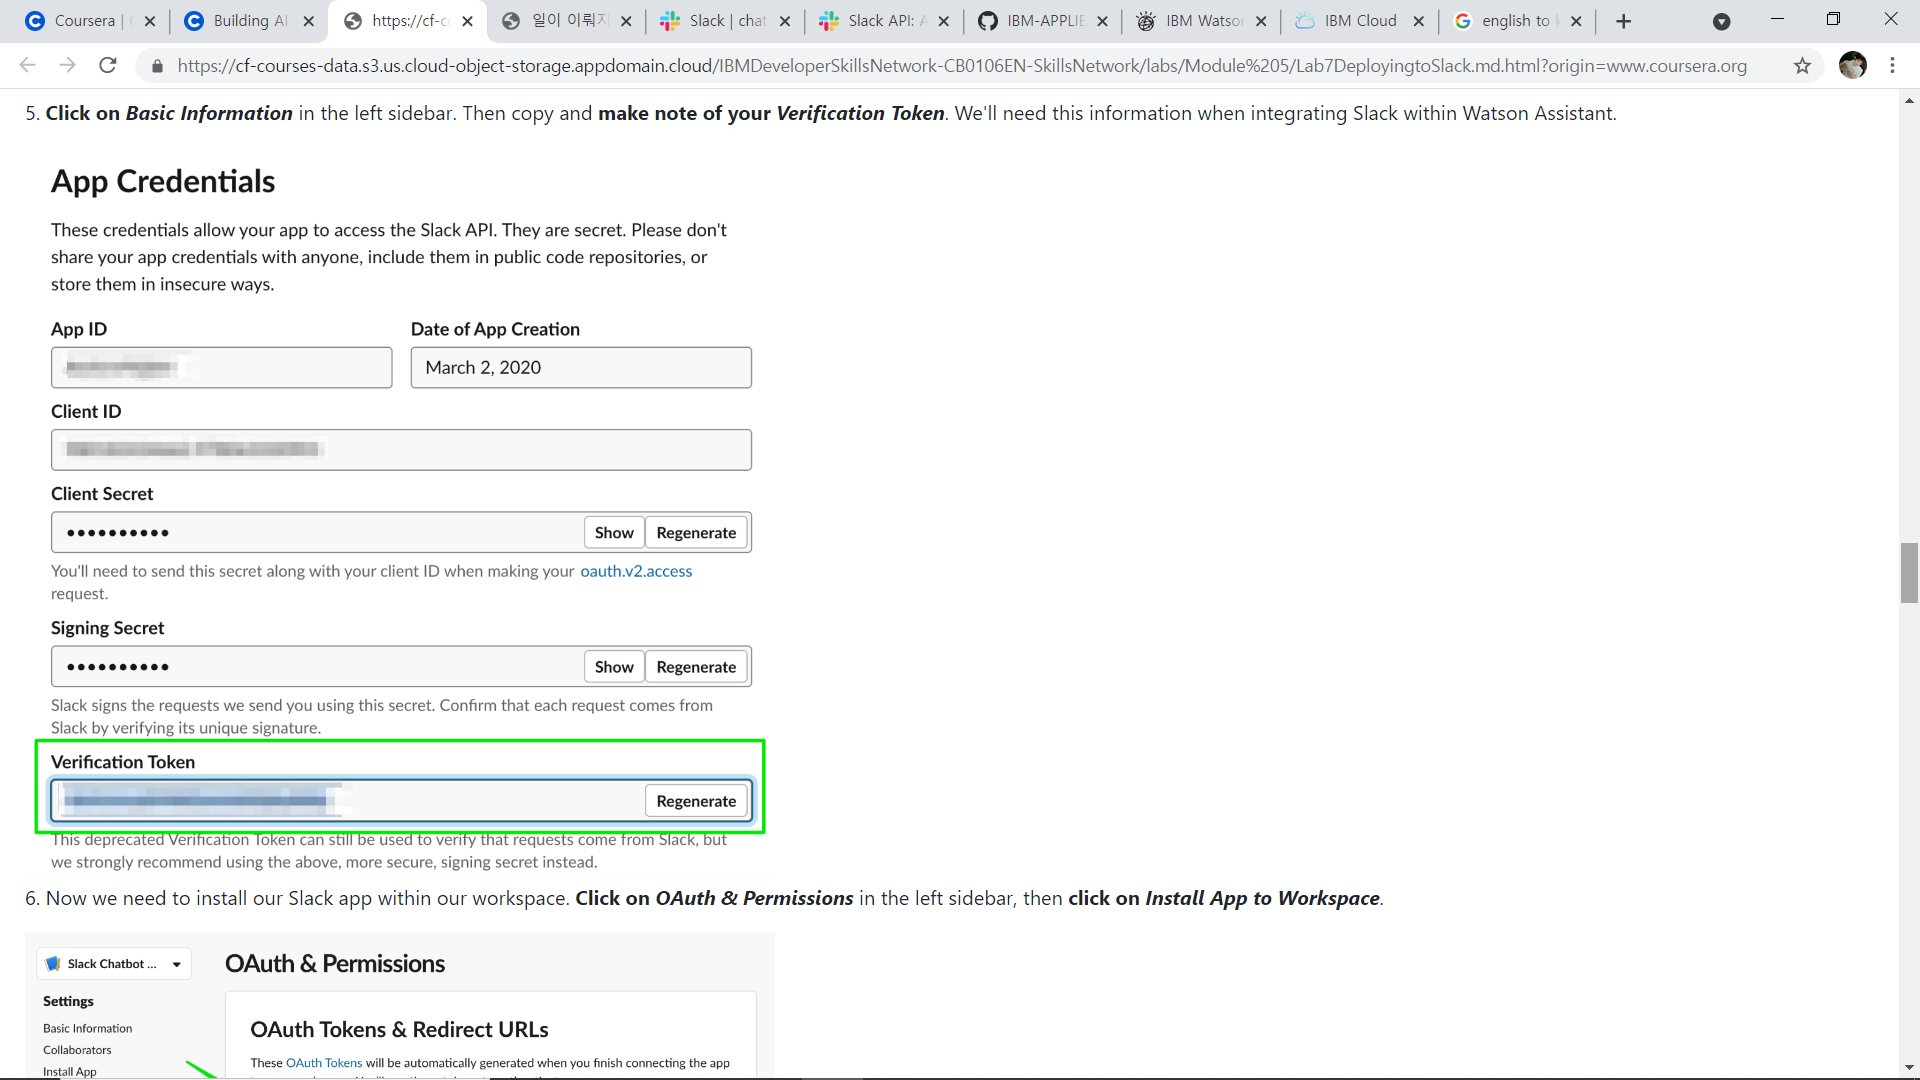 Coursera |
Building AI
https://cf-c
일이 이뤄지
Slack | chat
Slack API: A
IBM-APPLIE
IBM Watson
IBM Cloud
english to k
https://cf-courses-data.s3.us.cloud-object-storage.appdomain.cloud/IBMDeveloperSkillsNetwork-CB0106EN-SkillsNetwork/labs/Module%205/Lab7DeployingtoSlack.md.html?origin=www.coursera.org
5. Click on Basic Information in the left sidebar. Then copy and make note of your Verification Token. We'll need this information when integrating Slack within Watson Assistant.
App Credentials
These credentials allow your app to access the Slack API. They are secret. Please don't
share your app credentials with anyone, include them in public code repositories, or
store them in insecure ways.
App ID
Date of App Creation
March 2, 2020
Client ID
Client Secret
●●●●●●●●●●
Show
Regenerate
You'll need to send this secret along with your client ID when making your oauth.v2.access
request.
Signing Secret
●●●●●●●●●●
Show
Regenerate
Slack signs the requests we send you using this secret. Confirm that each request comes from
Slack by verifying its unique signature.
Verification Token
Regenerate
This deprecated Verification Token can still be used to verify that requests come from Slack, but
we strongly recommend using the above, more secure, signing secret instead.
6. Now we need to install our Slack app within our workspace. Click on OAuth & Permissions in the left sidebar, then click on Install App to Workspace.
Slack Chatbot ...
OAuth & Permissions
Settings
Basic Information
Collaborators
Install App
OAuth Tokens & Redirect URLs
These OAuth Tokens will be automatically generated when you finish connecting the app